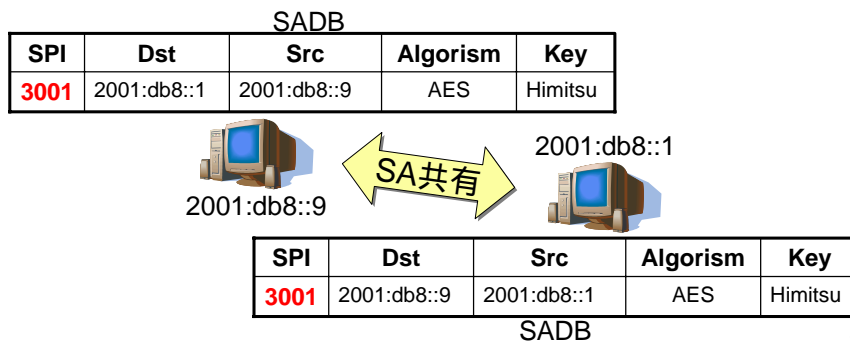 SADB
SPI Dst Src Algorism Key
3001 2001:db8::1 2001:db8::9 AES Himitsu
2001:db8::1
SA共有
2001:db8::9
SPI Dst Src Algorism Key
3001 2001:db8::9 2001:db8::1 AES Himitsu
SADB